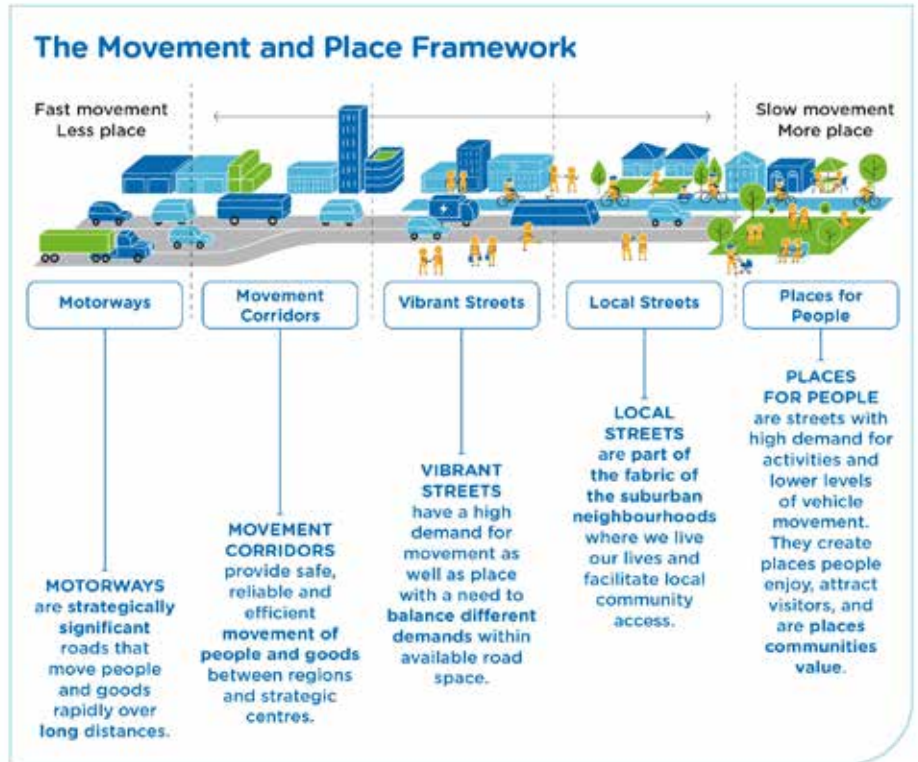 The Movement and Place Framework
Fast movement
Less place
Slow movement
More place
Motorways
Movement
Corridors
Vibrant Streets
Local Streets
Places for
People
MOTORWAYS
are strategically
significant
roads that
move people
and goods
rapidly over
long distances.
MOVEMENT
CORRIDORS
provide safe,
reliable and
efficient
movement of
people and goods
between regions
and strategic
centres.
VIBRANT
STREETS
have a high
demand for
movement as
well as place
with a need to
balance different
demands within
available road
space.
LOCAL
STREETS
are part of
the fabric of
the suburban
neighbourhoods
where we live
our lives and
facilitate local
community
access.
PLACES
FOR PEOPLE
are streets with
high demand for
activities and
lower levels
of vehicle
movement.
They create
places people
enjoy, attract
visitors, and
are places
communities
value.